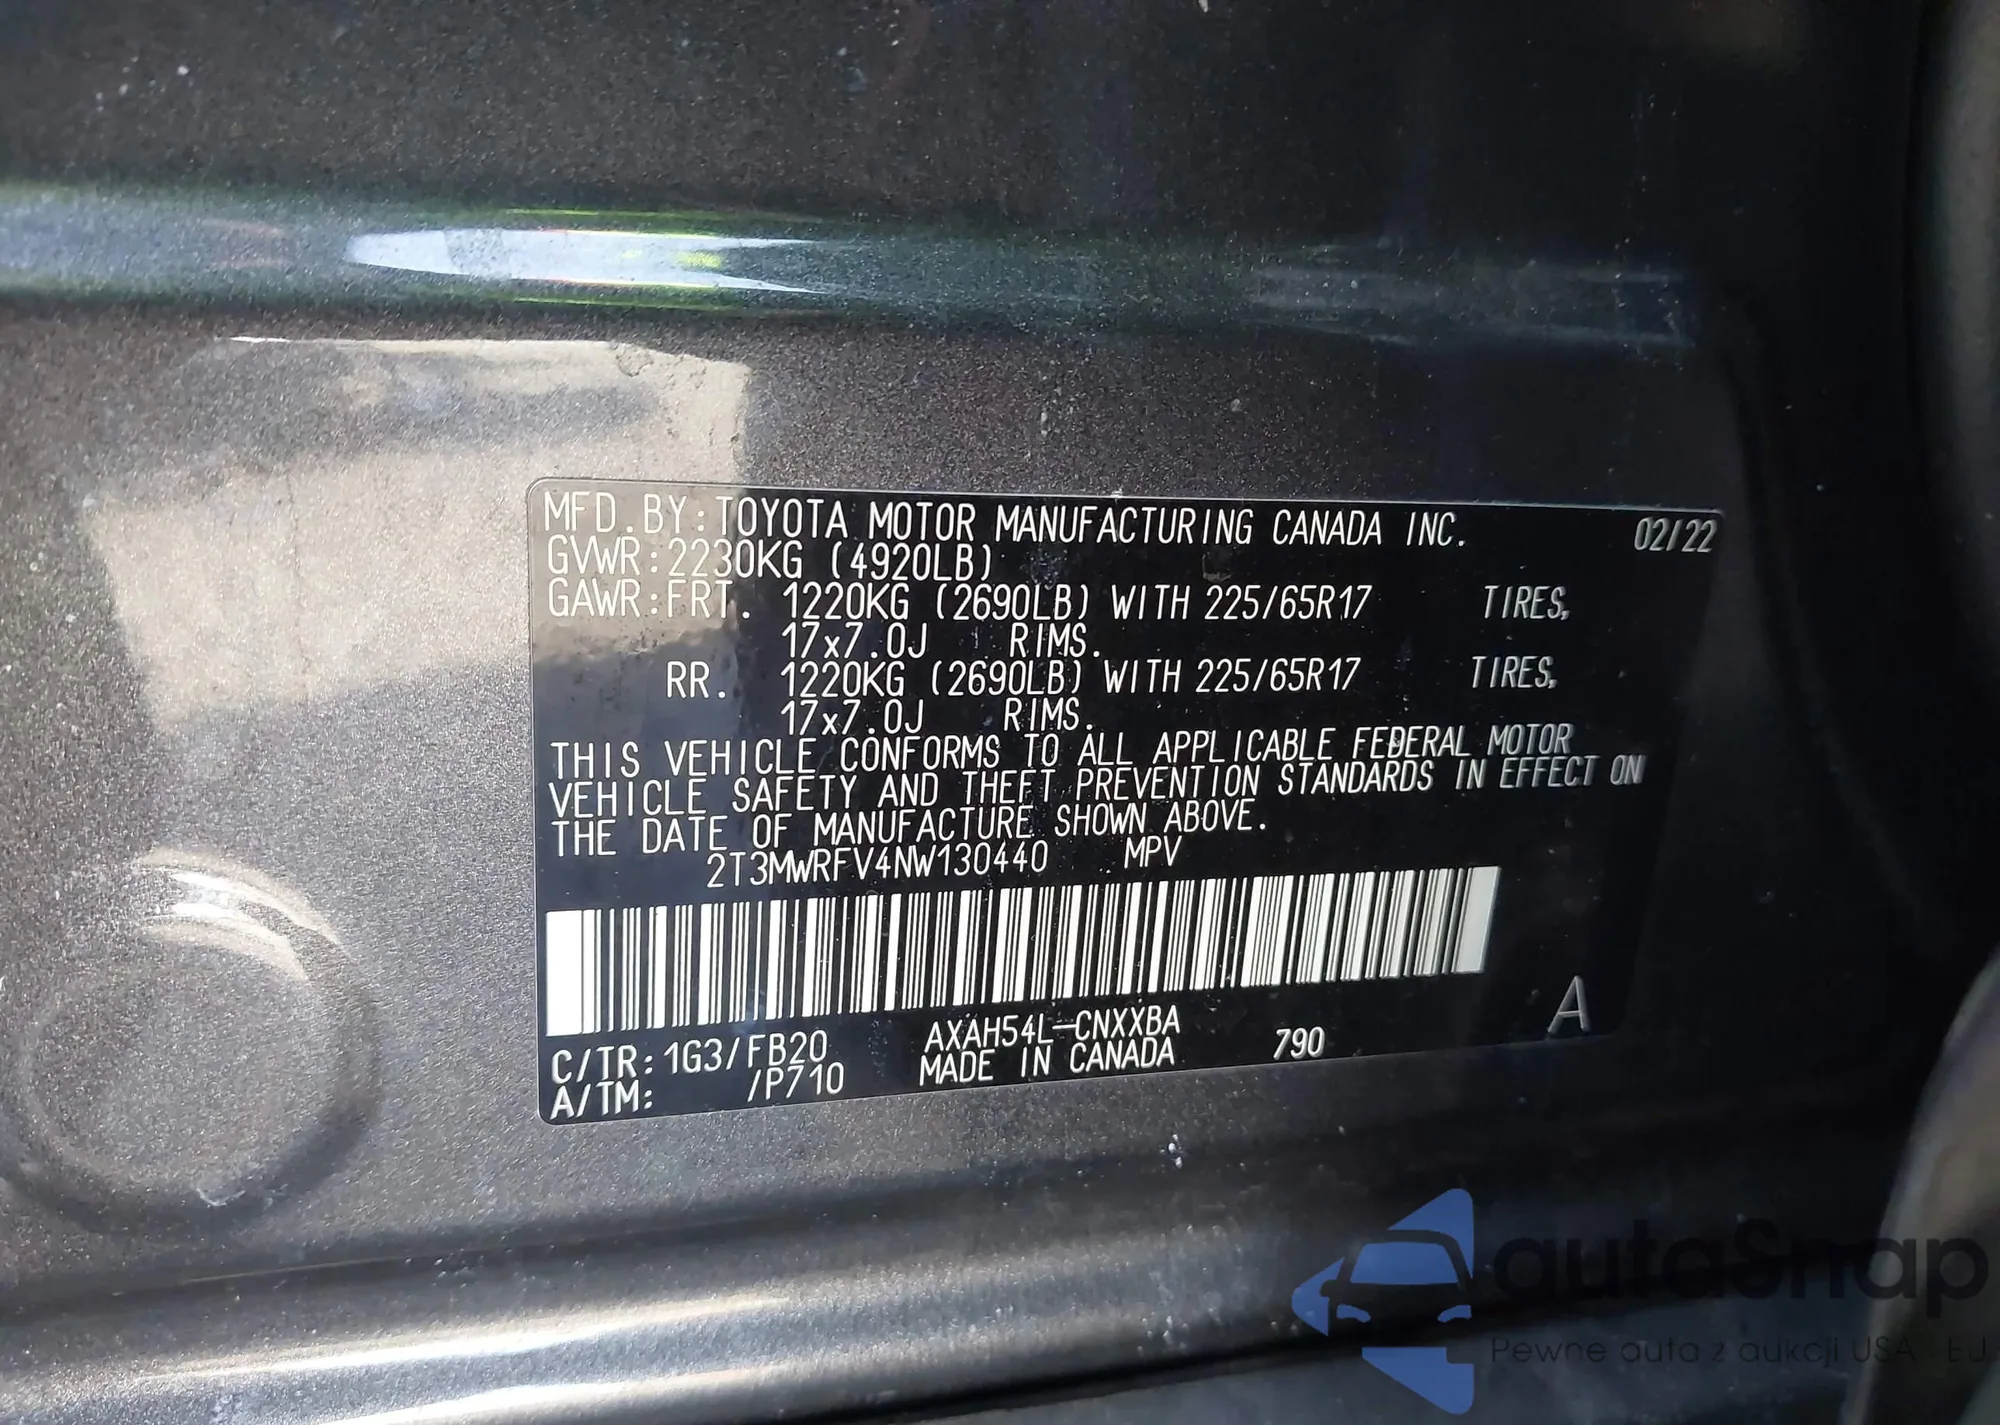 MFD.BY:TOYOTA MOTOR MANUFACTURING CANADA INC. 02/22
GVWR:2230KG (4920LB)
GAWR:FRT. 1220KG (2690LB) WITH 225/65R17 TIRES,
17x7.0J RIMS.
RR. 1220KG (2690LB) WITH 225/65R17 TIRES,
17x7.0J RIMS.
THIS VEHICLE CONFORMS TO ALL APPLICABLE FEDERAL MOTOR
VEHICLE SAFETY AND THEFT PREVENTION STANDARDS IN EFFECT ON
THE DATE OF MANUFACTURE SHOWN ABOVE.
2T3MWRFV4NW130440 MPV
A
C/TR:1G3/FB20 AXAH54L-CNXXBA 790
A/TM: /P710 MADE IN CANADA
autaSnap
Pewne auta z aukcji USA